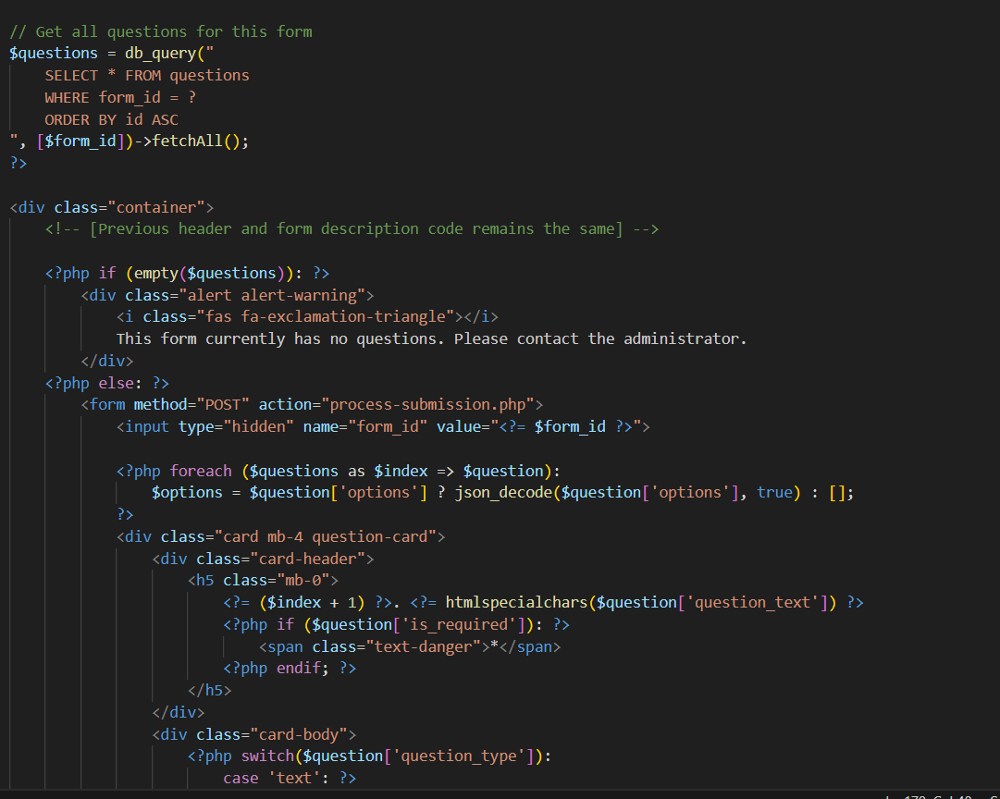 // Get all questions for this form
$questions = db_query("
    SELECT * FROM questions
    WHERE form_id = ?
    ORDER BY id ASC
", [$form_id])->fetchAll();
?>

<div class="container">
    <!-- [Previous header and form description code remains the same] -->

    <?php if (empty($questions)): ?>
        <div class="alert alert-warning">
            <i class="fas fa-exclamation-triangle"></i>
            This form currently has no questions. Please contact the administrator.
        </div>
    <?php else: ?>
        <form method="POST" action="process-submission.php">
            <input type="hidden" name="form_id" value="<?= $form_id ?>">

            <?php foreach ($questions as $index => $question):
                $options = $question['options'] ? json_decode($question['options'], true) : [];
            ?>
            <div class="card mb-4 question-card">
                <div class="card-header">
                    <h5 class="mb-0">
                        <?= ($index + 1) ?>. <?= htmlspecialchars($question['question_text']) ?>
                        <?php if ($question['is_required']): ?>
                            <span class="text-danger">*</span>
                        <?php endif; ?>
                    </h5>
                </div>
                <div class="card-body">
                    <?php switch($question['question_type']):
                        case 'text': ?>